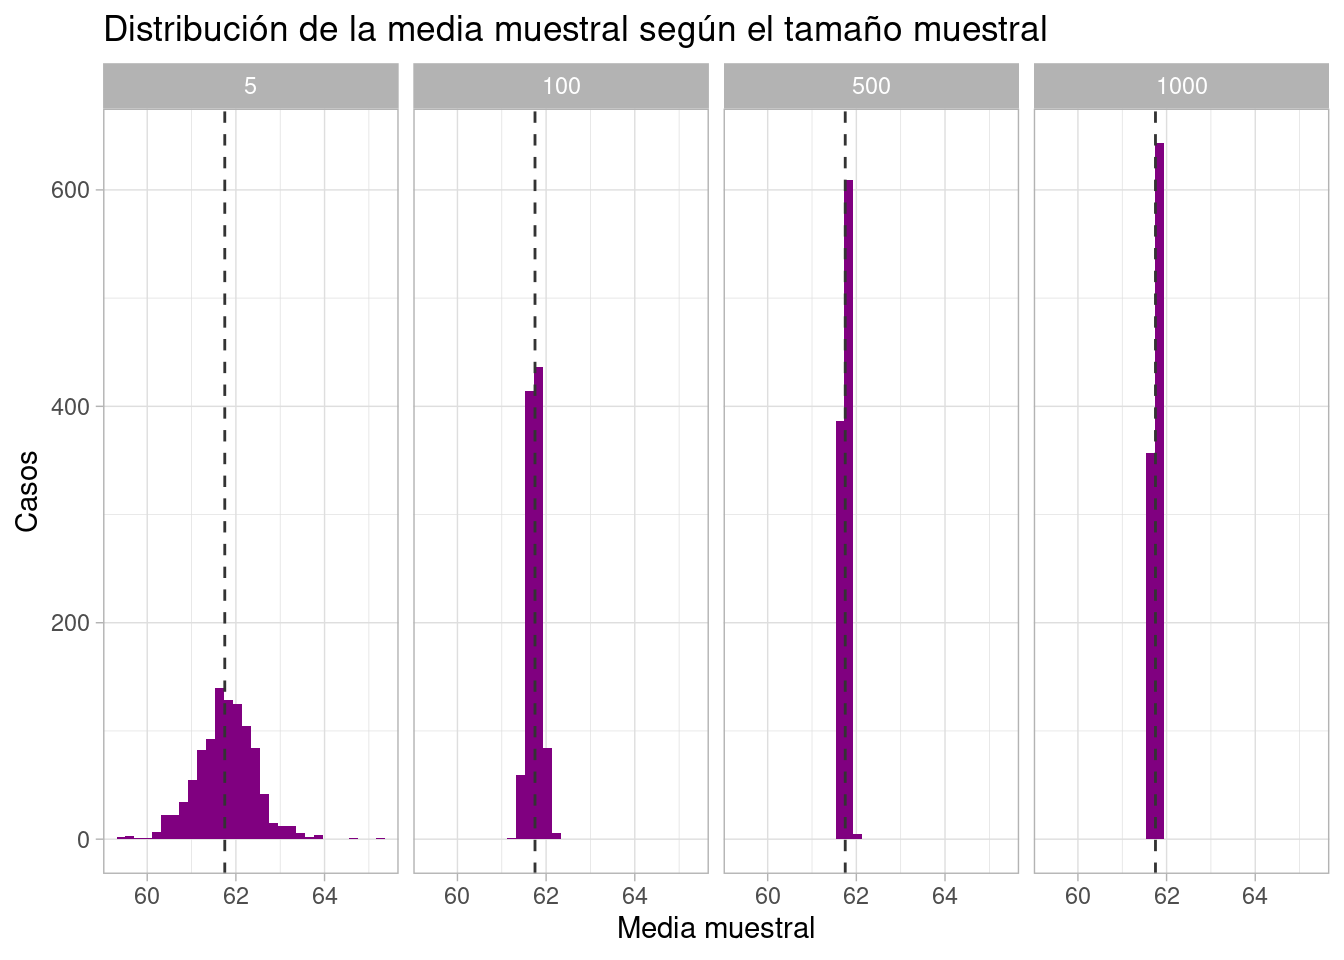 Distribución de la media muestral según el tamaño muestral
5 100 500 1000
600
400
200
0
Casos
60 62 64 60 62 64 60 62 64 60 62 64
Media muestral